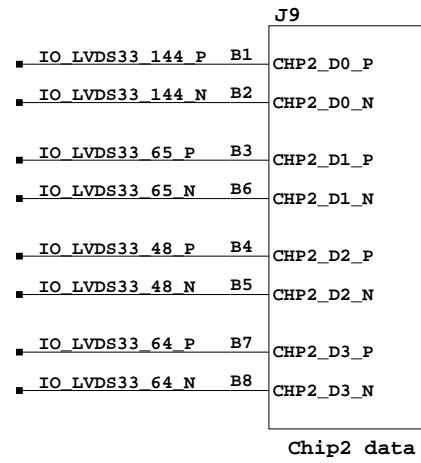 J9
IO_LVDS33_144_P B1 CHP2_D0_P
IO_LVDS33_144_N B2 CHP2_D0_N
IO_LVDS33_65_P B3 CHP2_D1_P
IO_LVDS33_65_N B6 CHP2_D1_N
IO_LVDS33_48_P B4 CHP2_D2_P
IO_LVDS33_48_N B5 CHP2_D2_N
IO_LVDS33_64_P B7 CHP2_D3_P
IO_LVDS33_64_N B8 CHP2_D3_N
Chip2 data